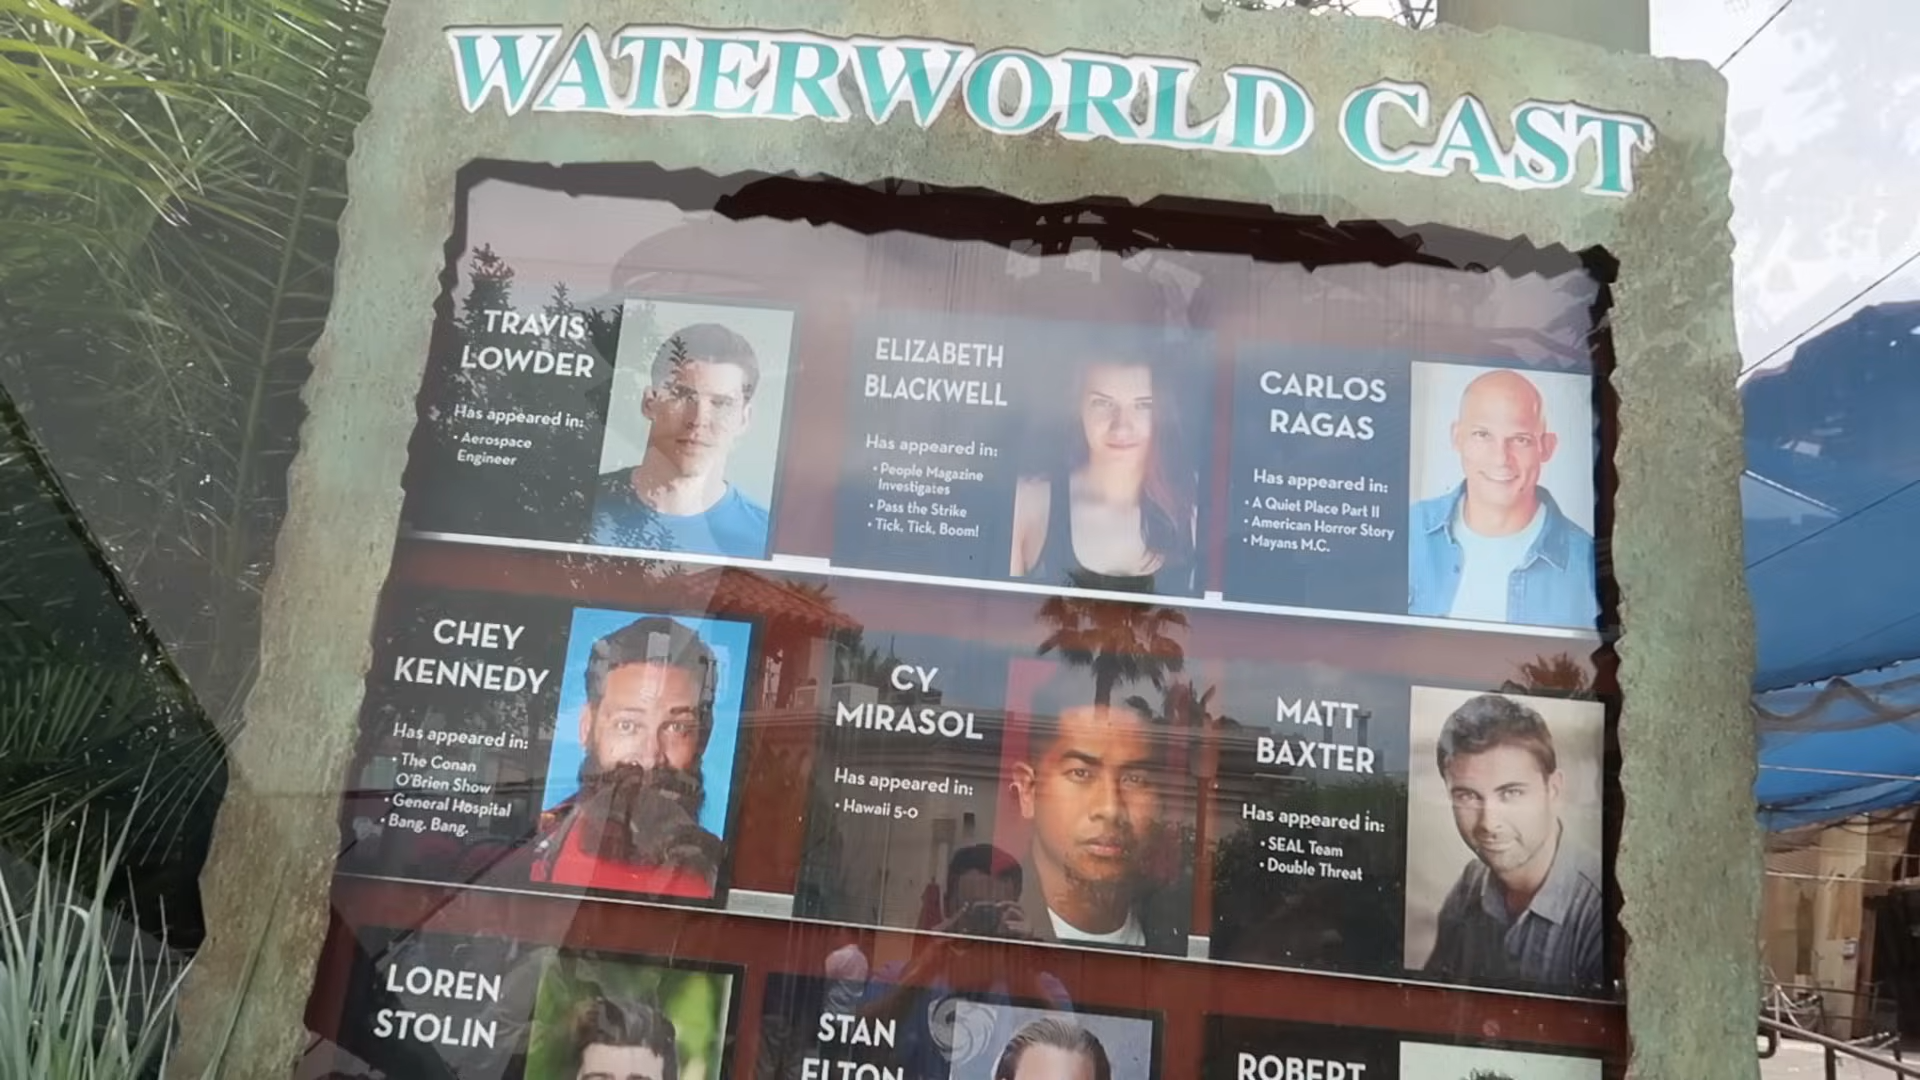 WATERWORLD CAST
TRAVIS
LOWDER
Has appeared in:
• Aerospace
Engineer
ELIZABETH
BLACKWELL
Has appeared in:
• People Magazine
Investigates
• Pass the Strike
• Tick, Tick, Boom!
CARLOS
RAGAS
Has appeared in:
• A Quiet Place Part II
• American Horror Story
• Mayans M.C.
CHEY
KENNEDY
Has appeared in:
• The Conan
O'Brien Show
• General Hospital
• Bang, Bang,
CY
MIRASOL
Has appeared in:
• Hawaii 5-0
MATT
BAXTER
Has appeared in:
• SEAL Team
• Double Threat
LOREN
STOLIN
STAN
ELTON
ROBERT